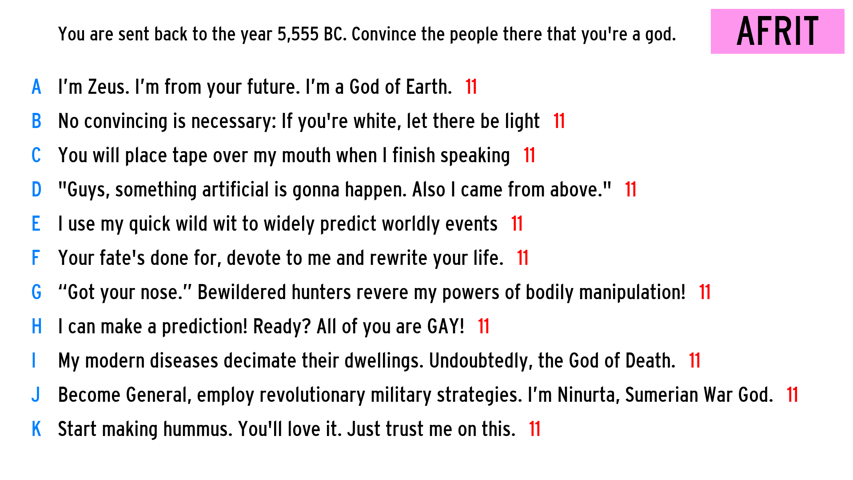 You are sent back to the year 5,555 BC. Convince the people there that you're a god.
AFRIT
A I'm Zeus. I'm from your future. I'm a God of Earth. 11
B No convincing is necessary: If you're white, let there be light 11
C You will place tape over my mouth when I finish speaking 11
D "Guys, something artificial is gonna happen. Also I came from above." 11
E I use my quick wild wit to widely predict worldly events 11
F Your fate's done for, devote to me and rewrite your life. 11
G “Got your nose.” Bewildered hunters revere my powers of bodily manipulation! 11
H I can make a prediction! Ready? All of you are GAY! 11
I My modern diseases decimate their dwellings. Undoubtedly, the God of Death. 11
J Become General, employ revolutionary military strategies. I'm Ninurta, Sumerian War God. 11
K Start making hummus. You'll love it. Just trust me on this. 11